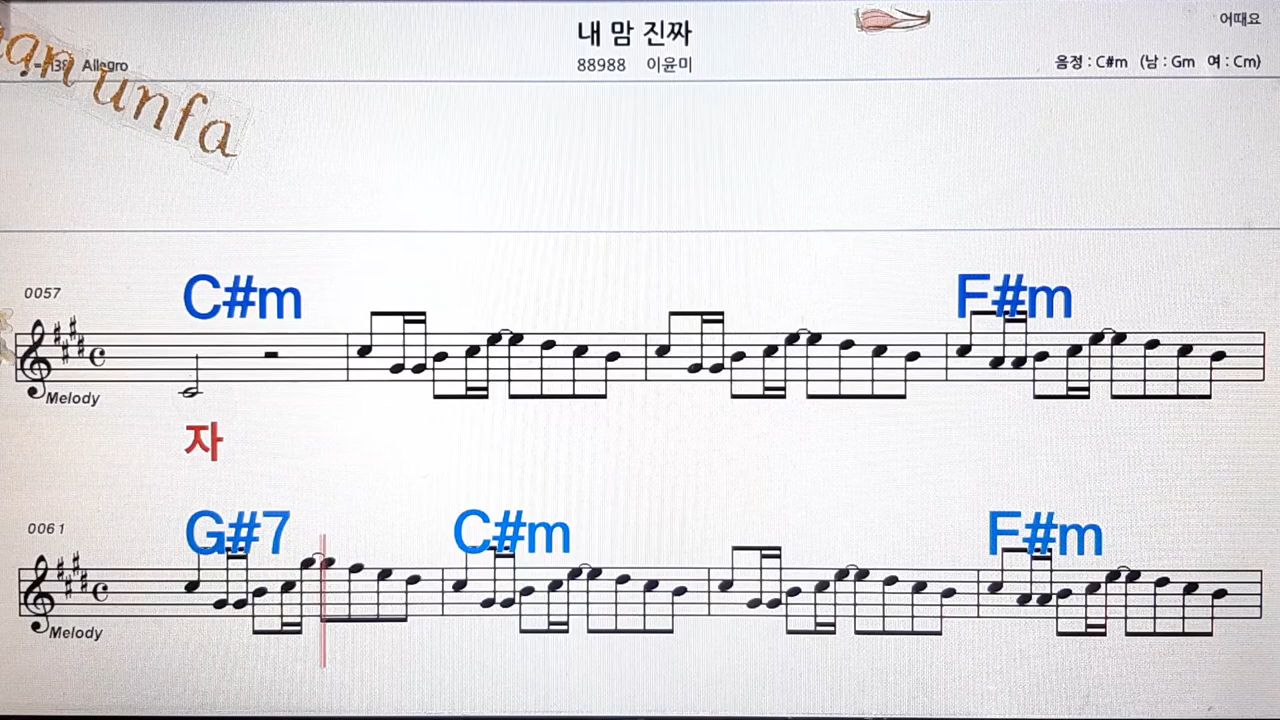 내 맘 진짜
어때요
88988 이윤미
Allegro
음정 : C#m (남 : Gm 여 : Cm)
unfa
0057
C#m F#m
Melody
자
0061
G#7 C#m F#m
Melody